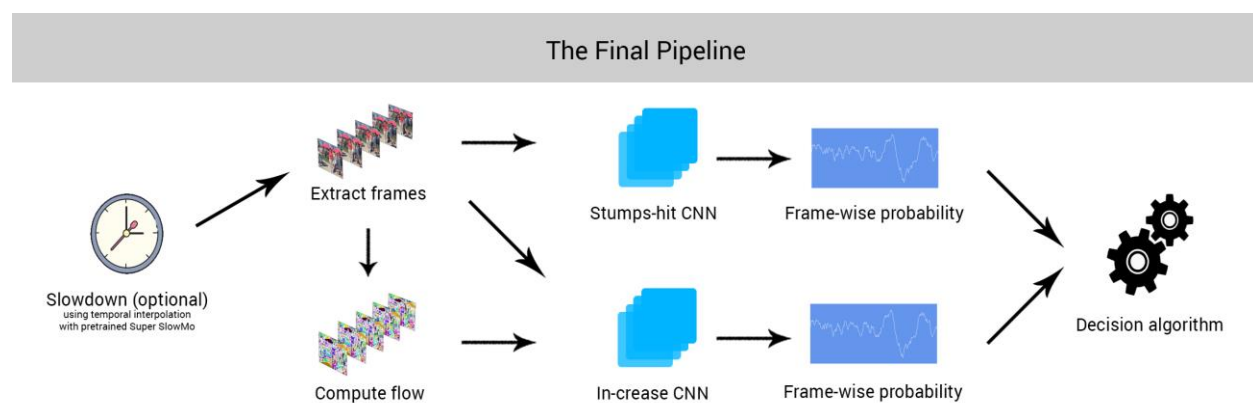 The Final Pipeline
Extract frames
Stumps-hit CNN
Frame-wise probability
Slowdown (optional)
using temporal interpolation
with pretrained Super SlowMo
Decision algorithm
Compute flow
In-crease CNN
Frame-wise probability